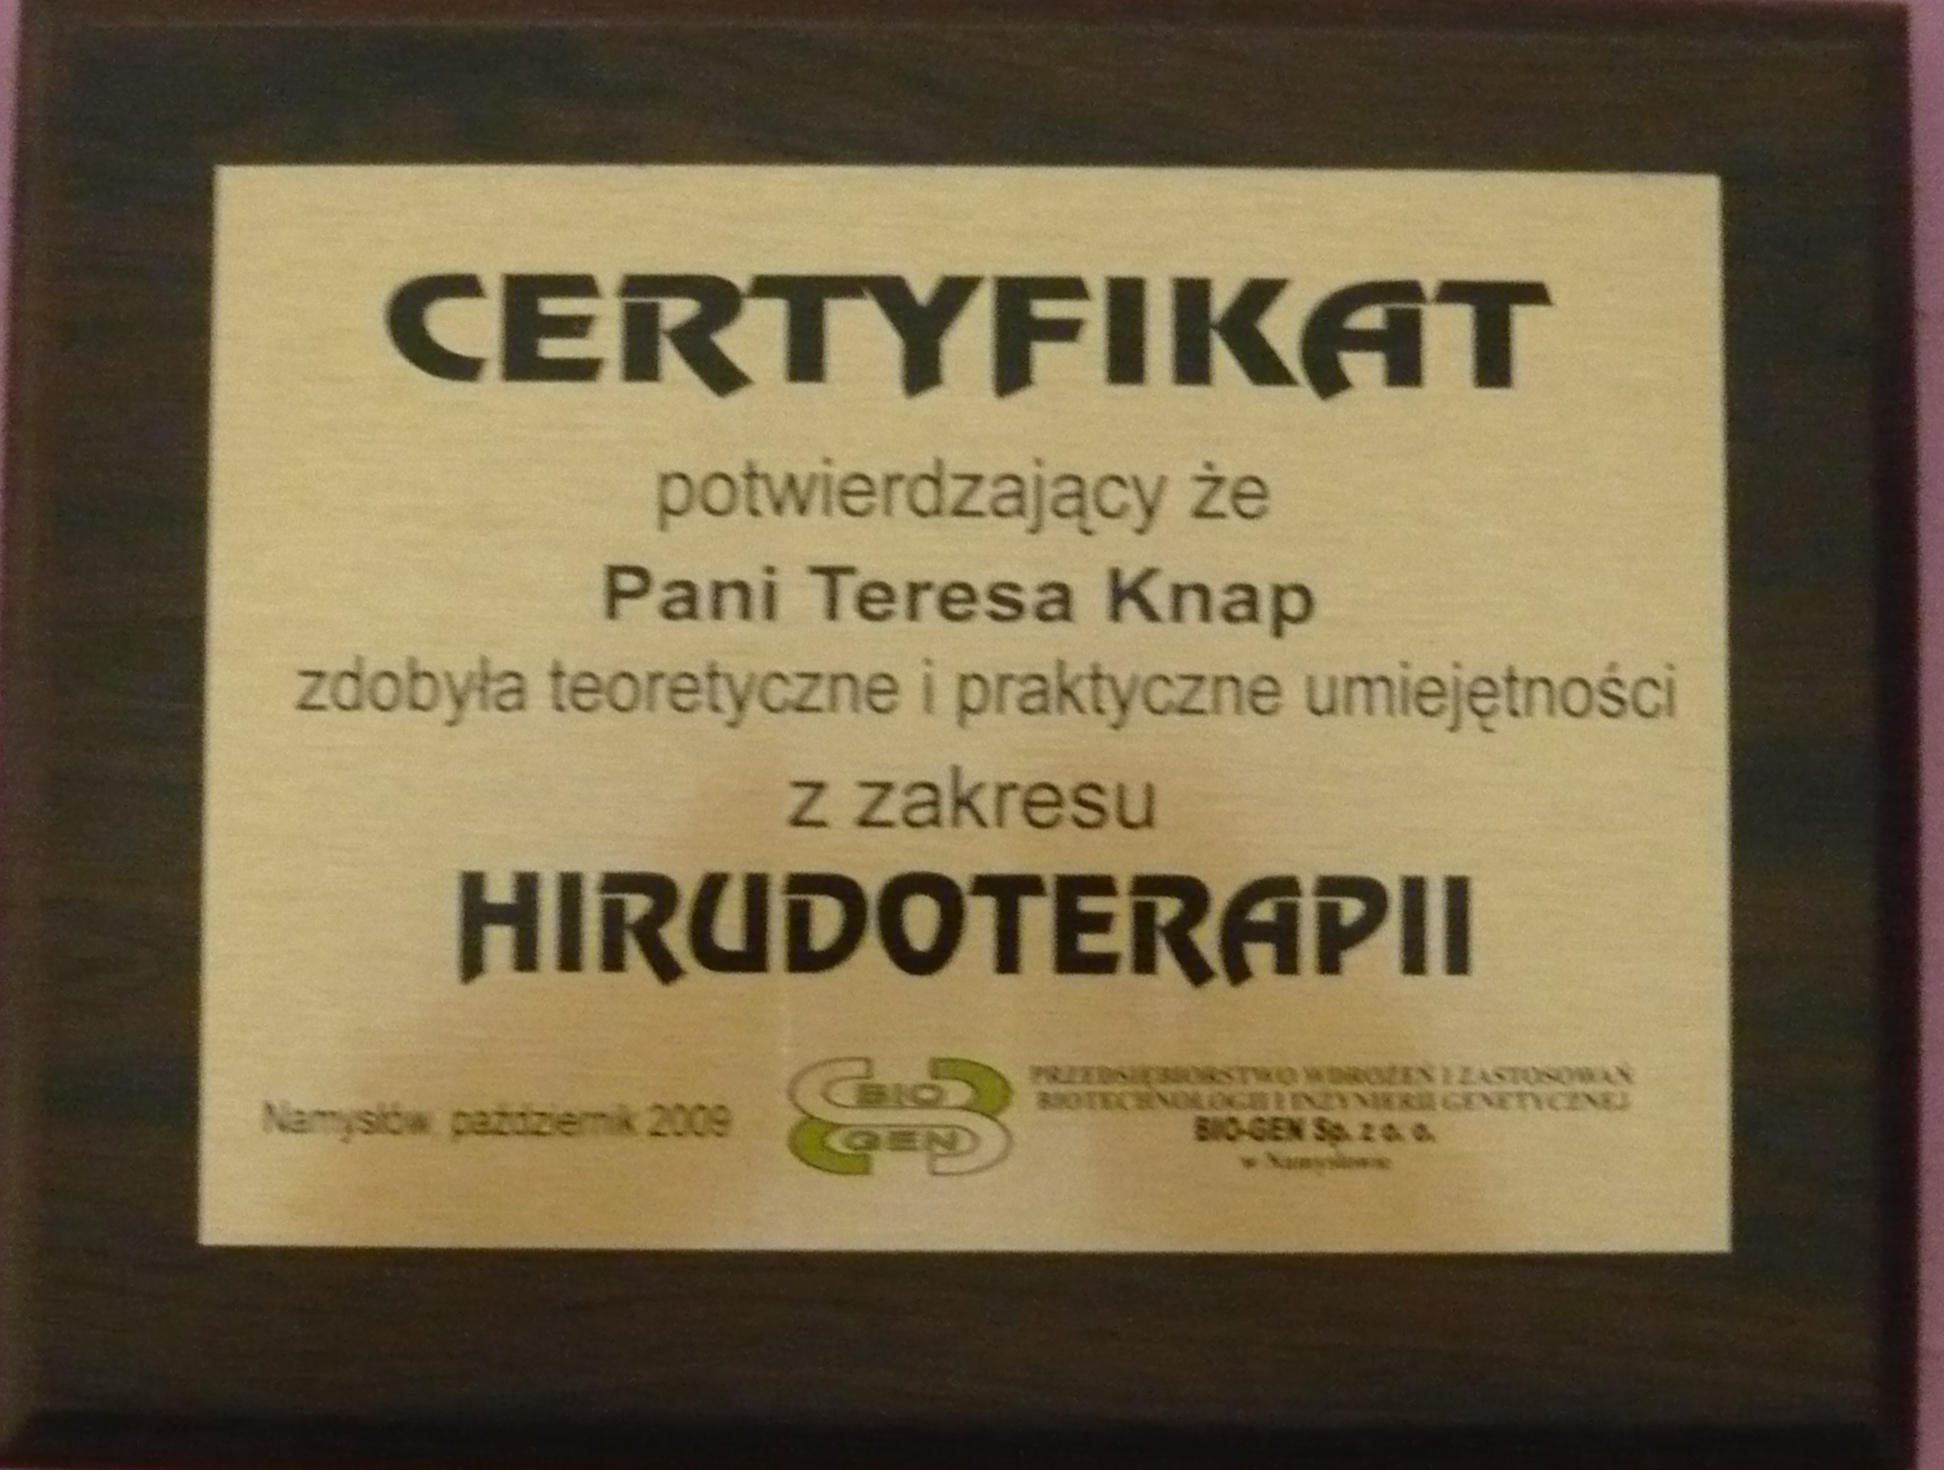 CERTYFIKAT
potwierdzający że
Pani Teresa Knap
zdobyła teoretyczne i praktyczne umiejętności
z zakresu
HIRUDOTERAPII
Namysłów, październik 2009
BIO
GEN
PRZEDSIĘBIORSTWO WDROŻEŃ I ZASTOSOWAŃ
BIOTECHNOLOGII I INŻYNIERII GENETYCZNEJ
BIO-GEN Sp. z o. o.
w Namysłowie